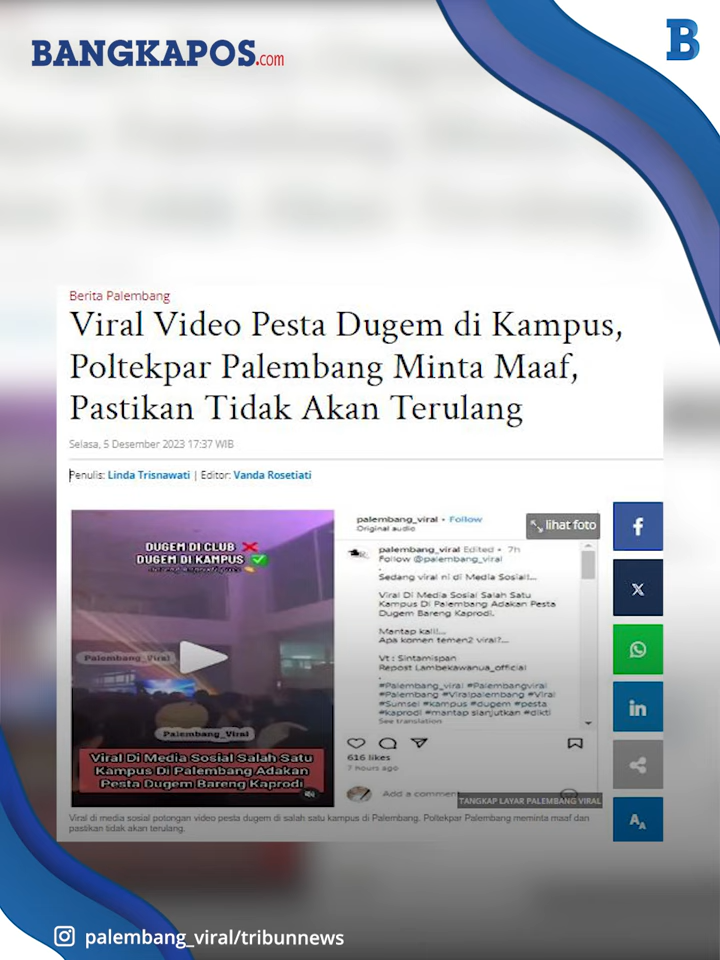 BANGKAPOS.com
B
Berita Palembang
Viral Video Pesta Dugem di Kampus,
Poltekpar Palembang Minta Maaf,
Pastikan Tidak Akan Terulang
Selasa, 5 Desember 2023 17:37 WIB
Penulis: Linda Trisnawati | Editor: Vanda Rosetiati
DUGEM DI CLUB ❌
DUGEM DI KAMPUS ✅
Palembang_Viral
Palembang_Viral
Viral Di Media Sosial Salah Satu
Kampus Di Palembang Adakan
Pesta Dugem Bareng Kaprodi
palembang_viral • Follow
Original audio
lihat foto
palembang_viral Edited • 7h
Follow @palembang_viral
.
Sedang viral ni di Media Sosial...
Viral Di Media Sosial Salah Satu
Kampus Di Palembang Adakan Pesta
Dugem Bareng Kaprodi.
Mantap kali!...
Apa komen temen2 viral?...
Vt : Sintamispan
Repost Lambekawanua_official
.
#Palembang_viral #Palembangviral
#Palembang #Viralpalembang #Viral
#Sumsel #kampus #dugem #pesta
#kaprodi #mantap #lanjutkan #dikti
See translation
616 likes
7 hours ago
Add a comment
TANGKAP LAYAR PALEMBANG VIRAL
f
X
in
AA
Viral di media sosial potongan video pesta dugem di salah satu kampus di Palembang. Poltekpar Palembang meminta maaf dan
pastikan tidak akan terulang.
palembang_viral/tribunnews